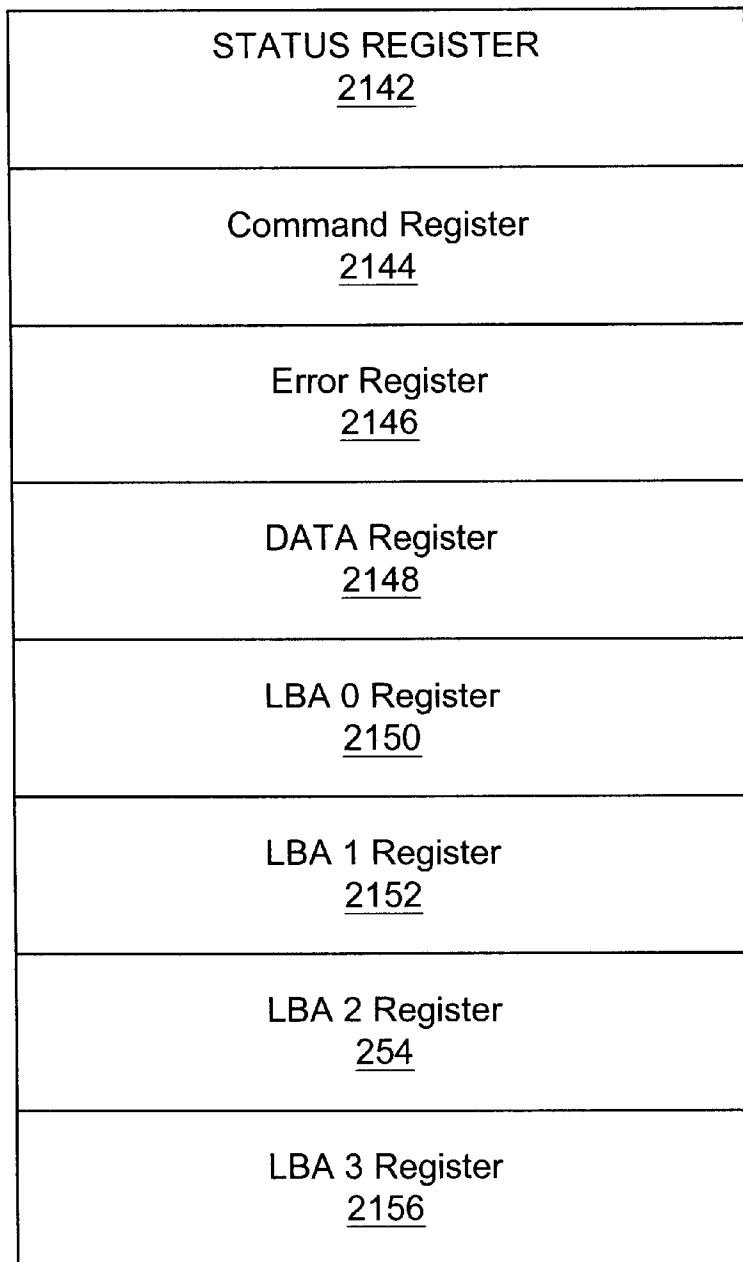 STATUS REGISTER
2142
Command Register
2144
Error Register
2146
DATA Register
2148
LBA 0 Register
2150
LBA 1 Register
2152
LBA 2 Register
254
LBA 3 Register
2156